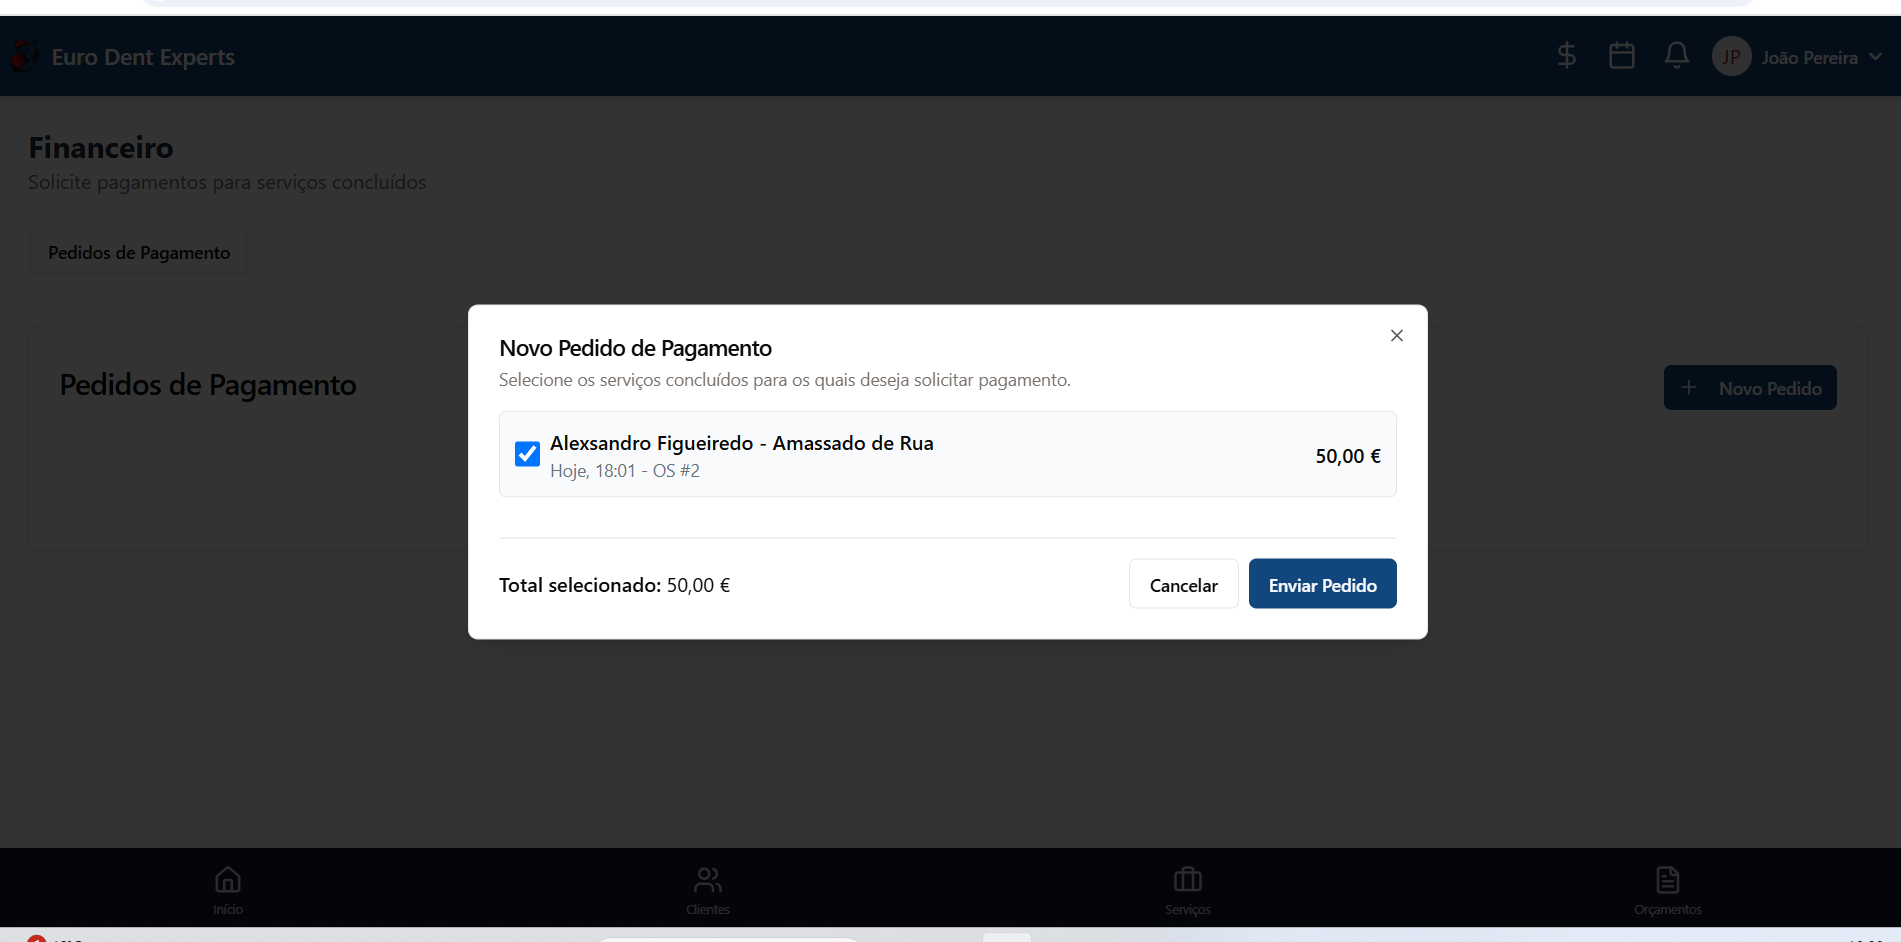 Euro Dent Experts
JP João Pereira
Financeiro
Solicite pagamentos para serviços concluídos
Pedidos de Pagamento
Pedidos de Pagamento
+ Novo Pedido
Novo Pedido de Pagamento
Selecione os serviços concluídos para os quais deseja solicitar pagamento.
Alexsandro Figueiredo - Amassado de Rua
Hoje, 18:01 - OS #2
50,00 €
Total selecionado: 50,00 €
Cancelar
Enviar Pedido
Início
Clientes
Serviços
Orçamentos